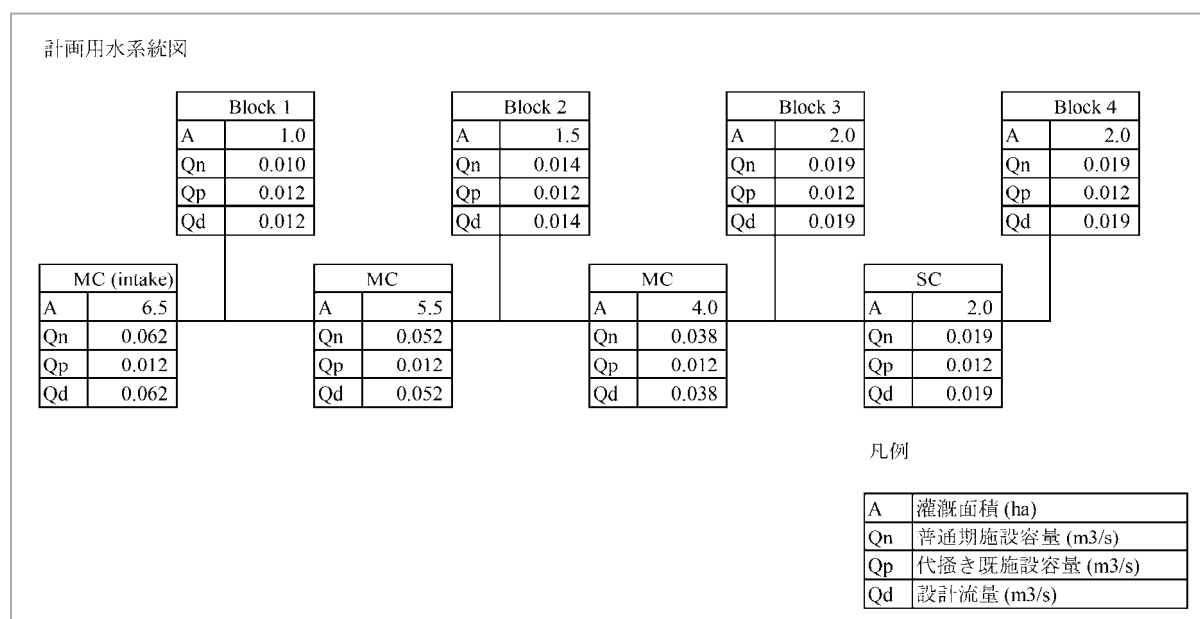 計画用水系統図
Block 1
A 1.0
Qn 0.010
Qp 0.012
Qd 0.012
Block 2
A 1.5
Qn 0.014
Qp 0.012
Qd 0.014
Block 3
A 2.0
Qn 0.019
Qp 0.012
Qd 0.019
Block 4
A 2.0
Qn 0.019
Qp 0.012
Qd 0.019
MC (intake)
A 6.5
Qn 0.062
Qp 0.012
Qd 0.062
MC
A 5.5
Qn 0.052
Qp 0.012
Qd 0.052
MC
A 4.0
Qn 0.038
Qp 0.012
Qd 0.038
SC
A 2.0
Qn 0.019
Qp 0.012
Qd 0.019
凡例
A 灌漑面積 (ha)
Qn 普通期施設容量 (m3/s)
Qp 代掻き既施設容量 (m3/s)
Qd 設計流量 (m3/s)